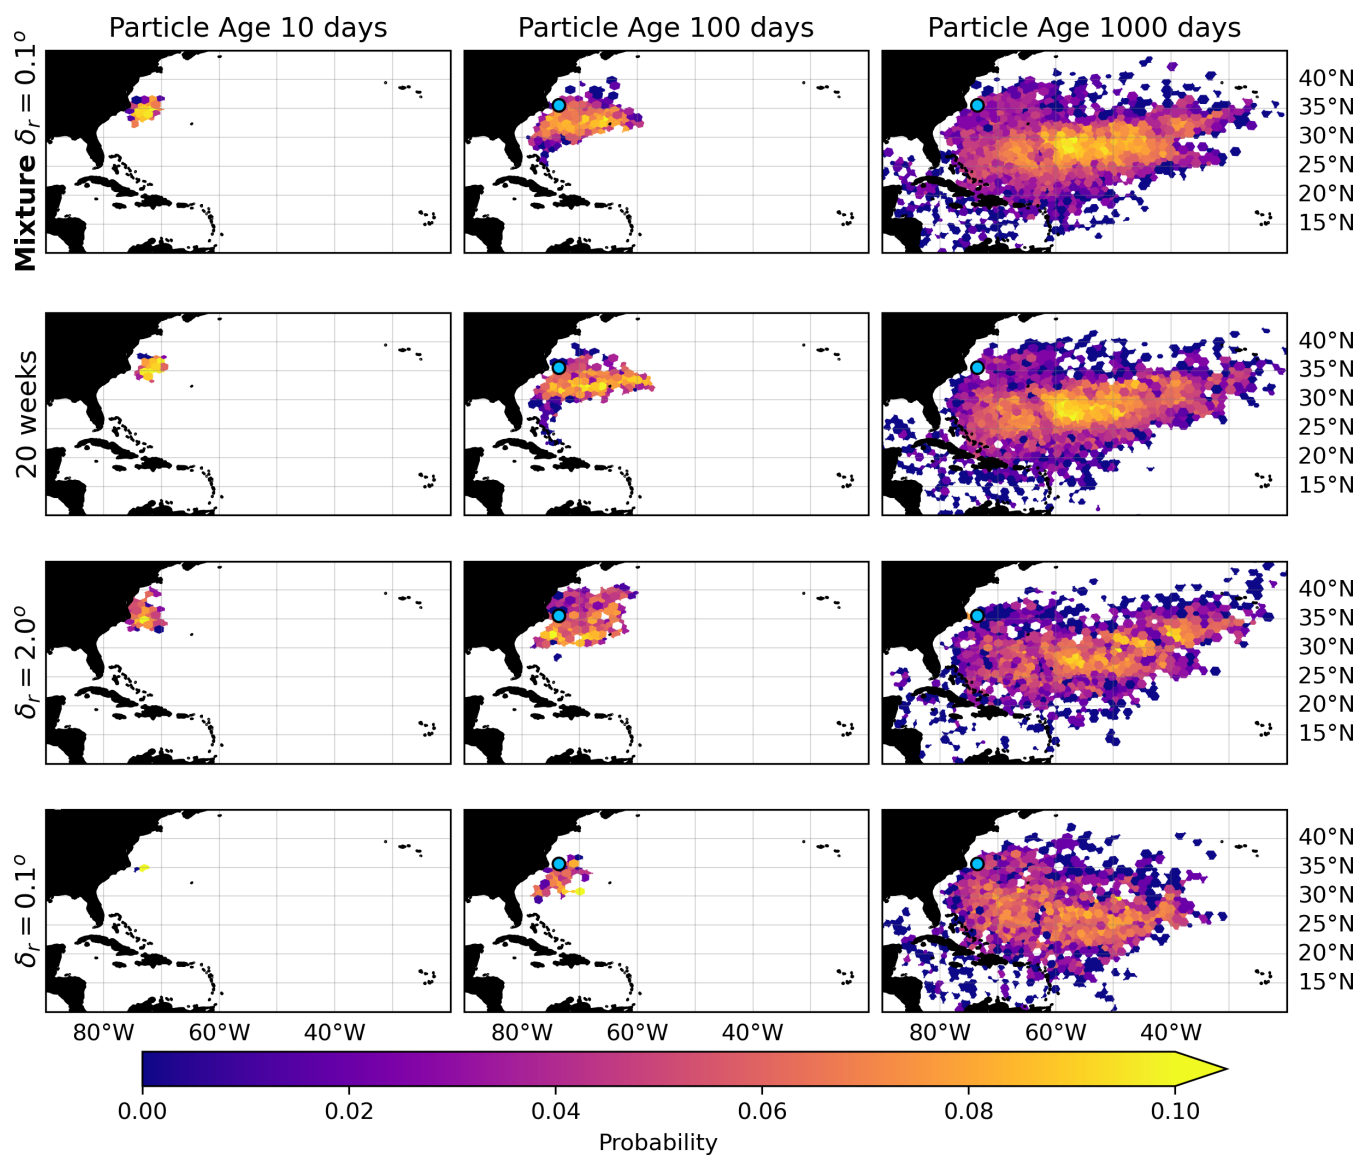 Particle Age 10 days
Particle Age 100 days
Particle Age 1000 days
Mixture δr = 0.1°
40°N
35°N
30°N
25°N
20°N
15°N
20 weeks
40°N
35°N
30°N
25°N
20°N
15°N
δr = 2.0°
40°N
35°N
30°N
25°N
20°N
15°N
δr = 0.1°
40°N
35°N
30°N
25°N
20°N
15°N
80°W
60°W
40°W
80°W
60°W
40°W
80°W
60°W
40°W
0.00
0.02
0.04
0.06
0.08
0.10
Probability